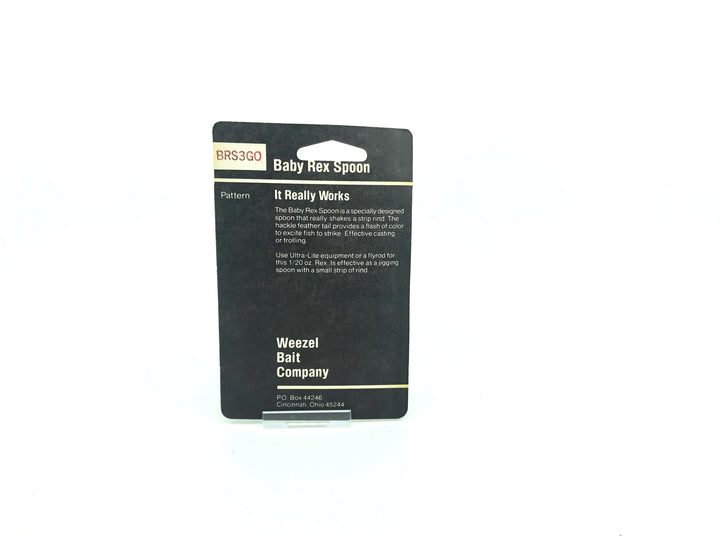 BRS3GO
Baby Rex Spoon
Pattern
It Really Works
The Baby Rex Spoon is a specially designed
spoon that really shakes a strip rind. The
hackle feather tail provides a flash of color
to excite fish to strike. Effective casting
or trolling.
Use Ultra-Lite equipment or a flyrod for
this 1/20 oz. Rex. Is effective as a jigging
spoon with a small strip of rind.
Weezel
Bait
Company
P.O. Box 44246
Cincinnati, Ohio 45244